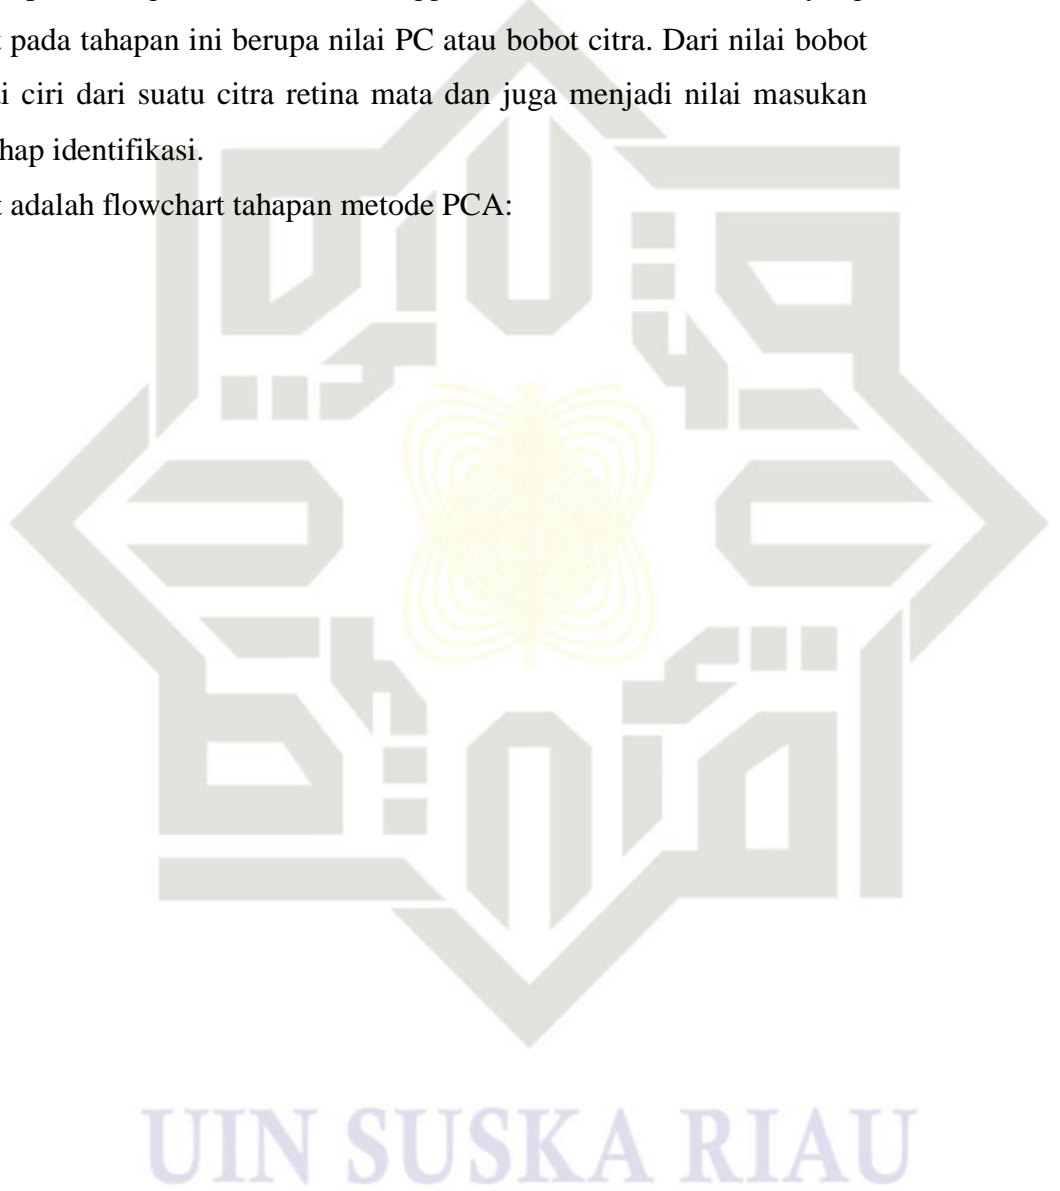 pada tahapan ini berupa nilai PC atau bobot citra. Dari nilai bobot
i ciri dari suatu citra retina mata dan juga menjadi nilai masukan
hap identifikasi.
t adalah flowchart tahapan metode PCA:
UIN SUSKA RIAU